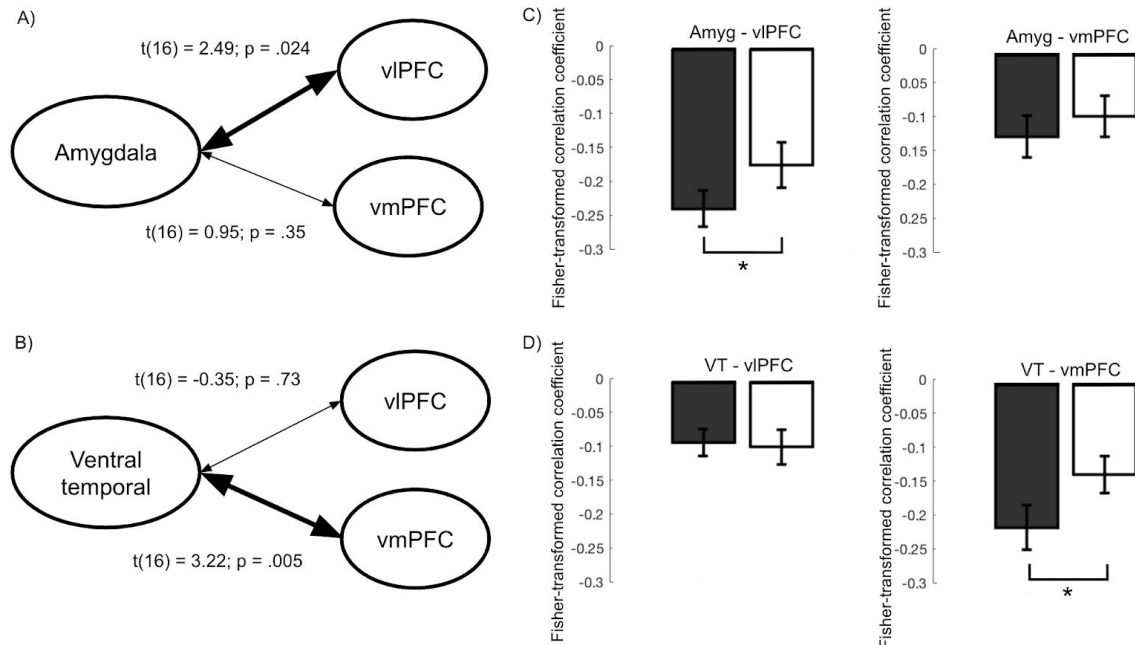 A)
t(16) = 2.49; p = .024
vlPFC
Amygdala
vmPFC
t(16) = 0.95; p = .35
B)
t(16) = -0.35; p = .73
vlPFC
Ventral
temporal
vmPFC
t(16) = 3.22; p = .005
C)
Fisher-transformed correlation coefficient
Amyg - vlPFC
0
-0.05
-0.1
-0.15
-0.2
-0.25
-0.3
*
Fisher-transformed correlation coefficient
Amyg - vmPFC
0
0.05
-0.1
0.15
-0.2
0.25
-0.3
D)
Fisher-transformed correlation coefficient
VT - vlPFC
0
-0.05
-0.1
-0.15
-0.2
-0.25
-0.3
Fisher-transformed correlation coefficient
VT - vmPFC
0
-0.05
-0.1
-0.15
-0.2
-0.25
-0.3
*